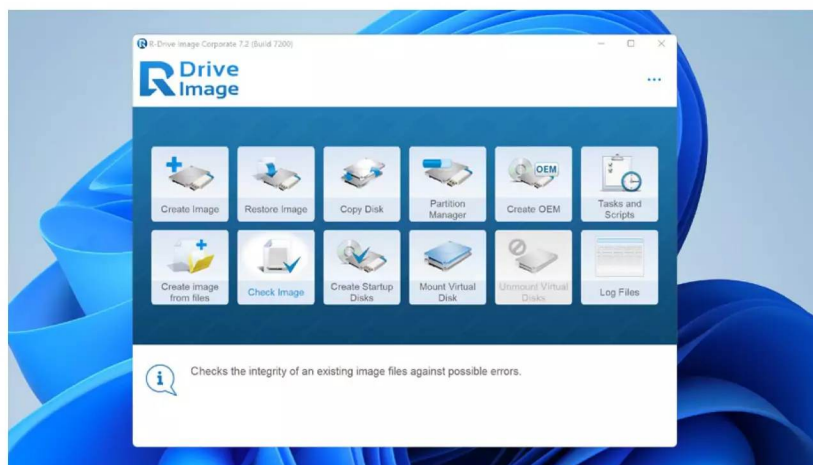 R-Drive Image Corporate 7.2 (Build 7200)
R Drive
Image
Create Image
Restore Image
Copy Disk
Partition
Manager
OEM
Create OEM
Tasks and
Scripts
Create image
from files
Check Image
Create Startup
Disks
Mount Virtual
Disk
Unmount Virtual
Disks
Log Files
i
Checks the integrity of an existing image files against possible errors.